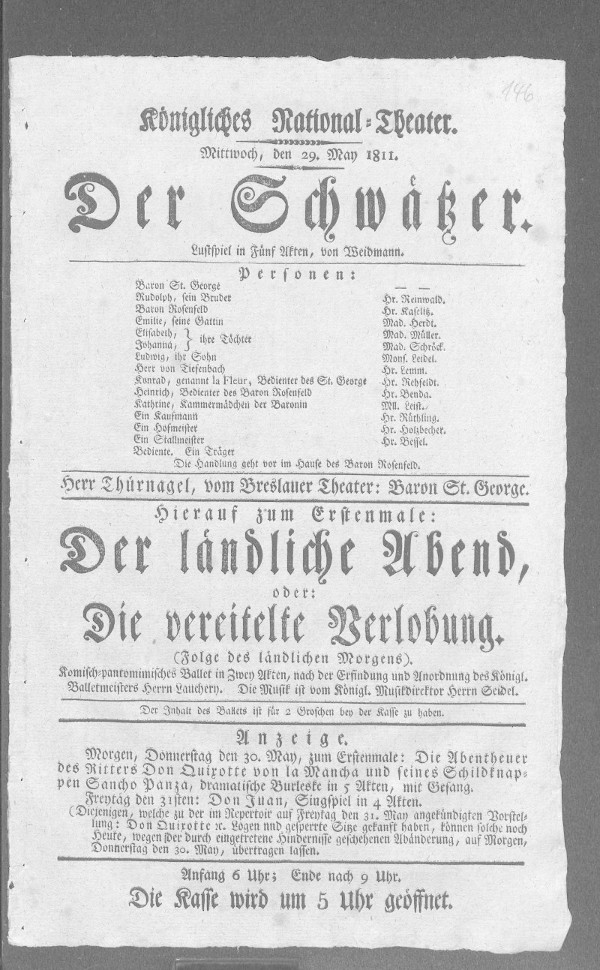 146
Königliches National-Theater.
Mittwoch, den 29. May 1811.
Der Schwätzer.
Lustspiel in Fünf Akten, von Weidmann.
Personen:
Baron St. George — —
Rudolph, sein Bruder Hr. Reinwald.
Baron Rosenfeld Hr. Kaselitz.
Emilie, seine Gattin Mad. Herdt.
Elisabeth, } ihre Töchter Mad. Müller.
Johanna, Mad. Schröck.
Ludwig, ihr Sohn Mons. Leidel.
Herr von Tiefenbach Hr. Lemm.
Konrad, genannt la Fleur, Bedienter des St. George Hr. Rehfeldt.
Heinrich, Bedienter des Baron Rosenfeld Hr. Benda.
Kathrine, Kammermädchen der Baronin Mll. Leist.
Ein Kaufmann Hr. Rüthling.
Ein Hofmeister Hr. Holzbecher.
Ein Stallmeister Hr. Bessel.
Bediente. Ein Träger
Die Handlung geht vor im Hause des Baron Rosenfeld.
Herr Thürnagel, vom Breslauer Theater: Baron St. George.
Hierauf zum Erstenmale:
Der ländliche Abend,
oder:
Die vereitelte Verlobung.
(Folge des ländlichen Morgens).
Komisch-pantomimisches Ballet in Zwey Akten, nach der Erfindung und Anordnung des Königl.
Balletmeisters Herrn Lauchery. Die Musik ist vom Königl. Musikdirektor Herrn Seidel.
Der Inhalt des Ballets ist für 2 Groschen bey der Kasse zu haben.
Anzeige.
Morgen, Donnerstag den 30. May, zum Erstenmale: Die Abentheuer
des Ritters Don Quixotte von la Mancha und seines Schildknap-
pen Sancho Panza, dramatische Burleske in 5 Akten, mit Gesang.
Freytag den 31sten: Don Juan, Singspiel in 4 Akten.
(Diejenigen, welche zu der im Repertoir auf Freytag den 31. May angekündigten Vorstel-
lung: Don Quixotte ꝛc. Logen und gesperrte Sitze gekauft haben, können solche noch
Heute, wegen der durch eingetretene Hindernisse geschehenen Abänderung, auf Morgen,
Donnerstag den 30. May, übertragen lassen.
Anfang 6 Uhr; Ende nach 9 Uhr.
Die Kasse wird um 5 Uhr geöffnet.